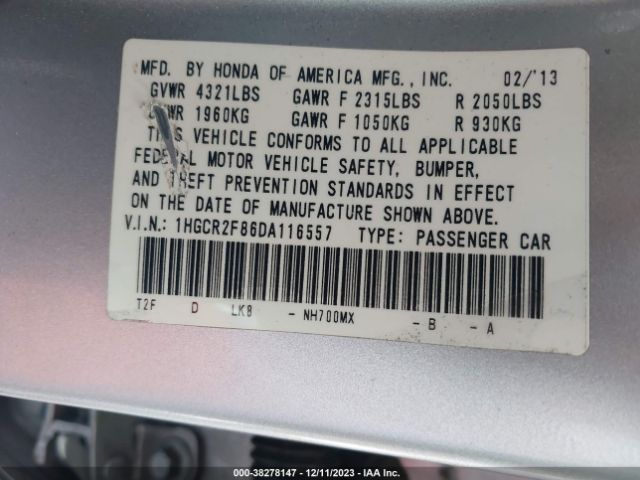 MFD. BY HONDA OF AMERICA MFG., INC. 02/'13
GVWR 4321LBS GAWR F 2315LBS R 2050LBS
GVWR 1960KG GAWR F 1050KG R 930KG
THIS VEHICLE CONFORMS TO ALL APPLICABLE
FEDERAL MOTOR VEHICLE SAFETY, BUMPER,
AND THEFT PREVENTION STANDARDS IN EFFECT
ON THE DATE OF MANUFACTURE SHOWN ABOVE.
V.I.N.: 1HGCR2F86DA116557 TYPE: PASSENGER CAR
T2F D LK8 - NH700MX - B - A
000-38278147 - 12/11/2023 - IAA Inc.